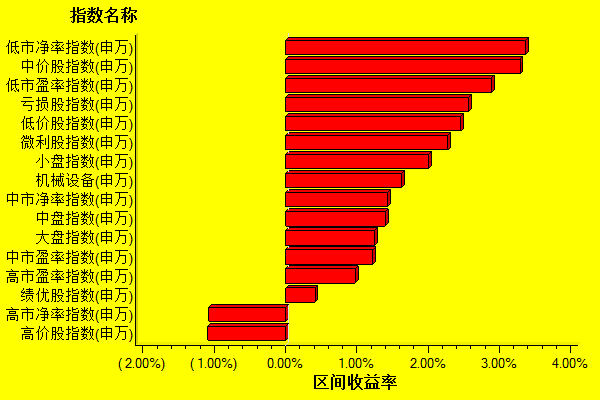 指数名称
低市净率指数(申万)
中价股指数(申万)
低市盈率指数(申万)
亏损股指数(申万)
低价股指数(申万)
微利股指数(申万)
小盘指数(申万)
机械设备(申万)
中市净率指数(申万)
中盘指数(申万)
大盘指数(申万)
中市盈率指数(申万)
高市盈率指数(申万)
绩优股指数(申万)
高市净率指数(申万)
高价股指数(申万)
(2.00%) (1.00%) 0.00% 1.00% 2.00% 3.00% 4.00%
区间收益率